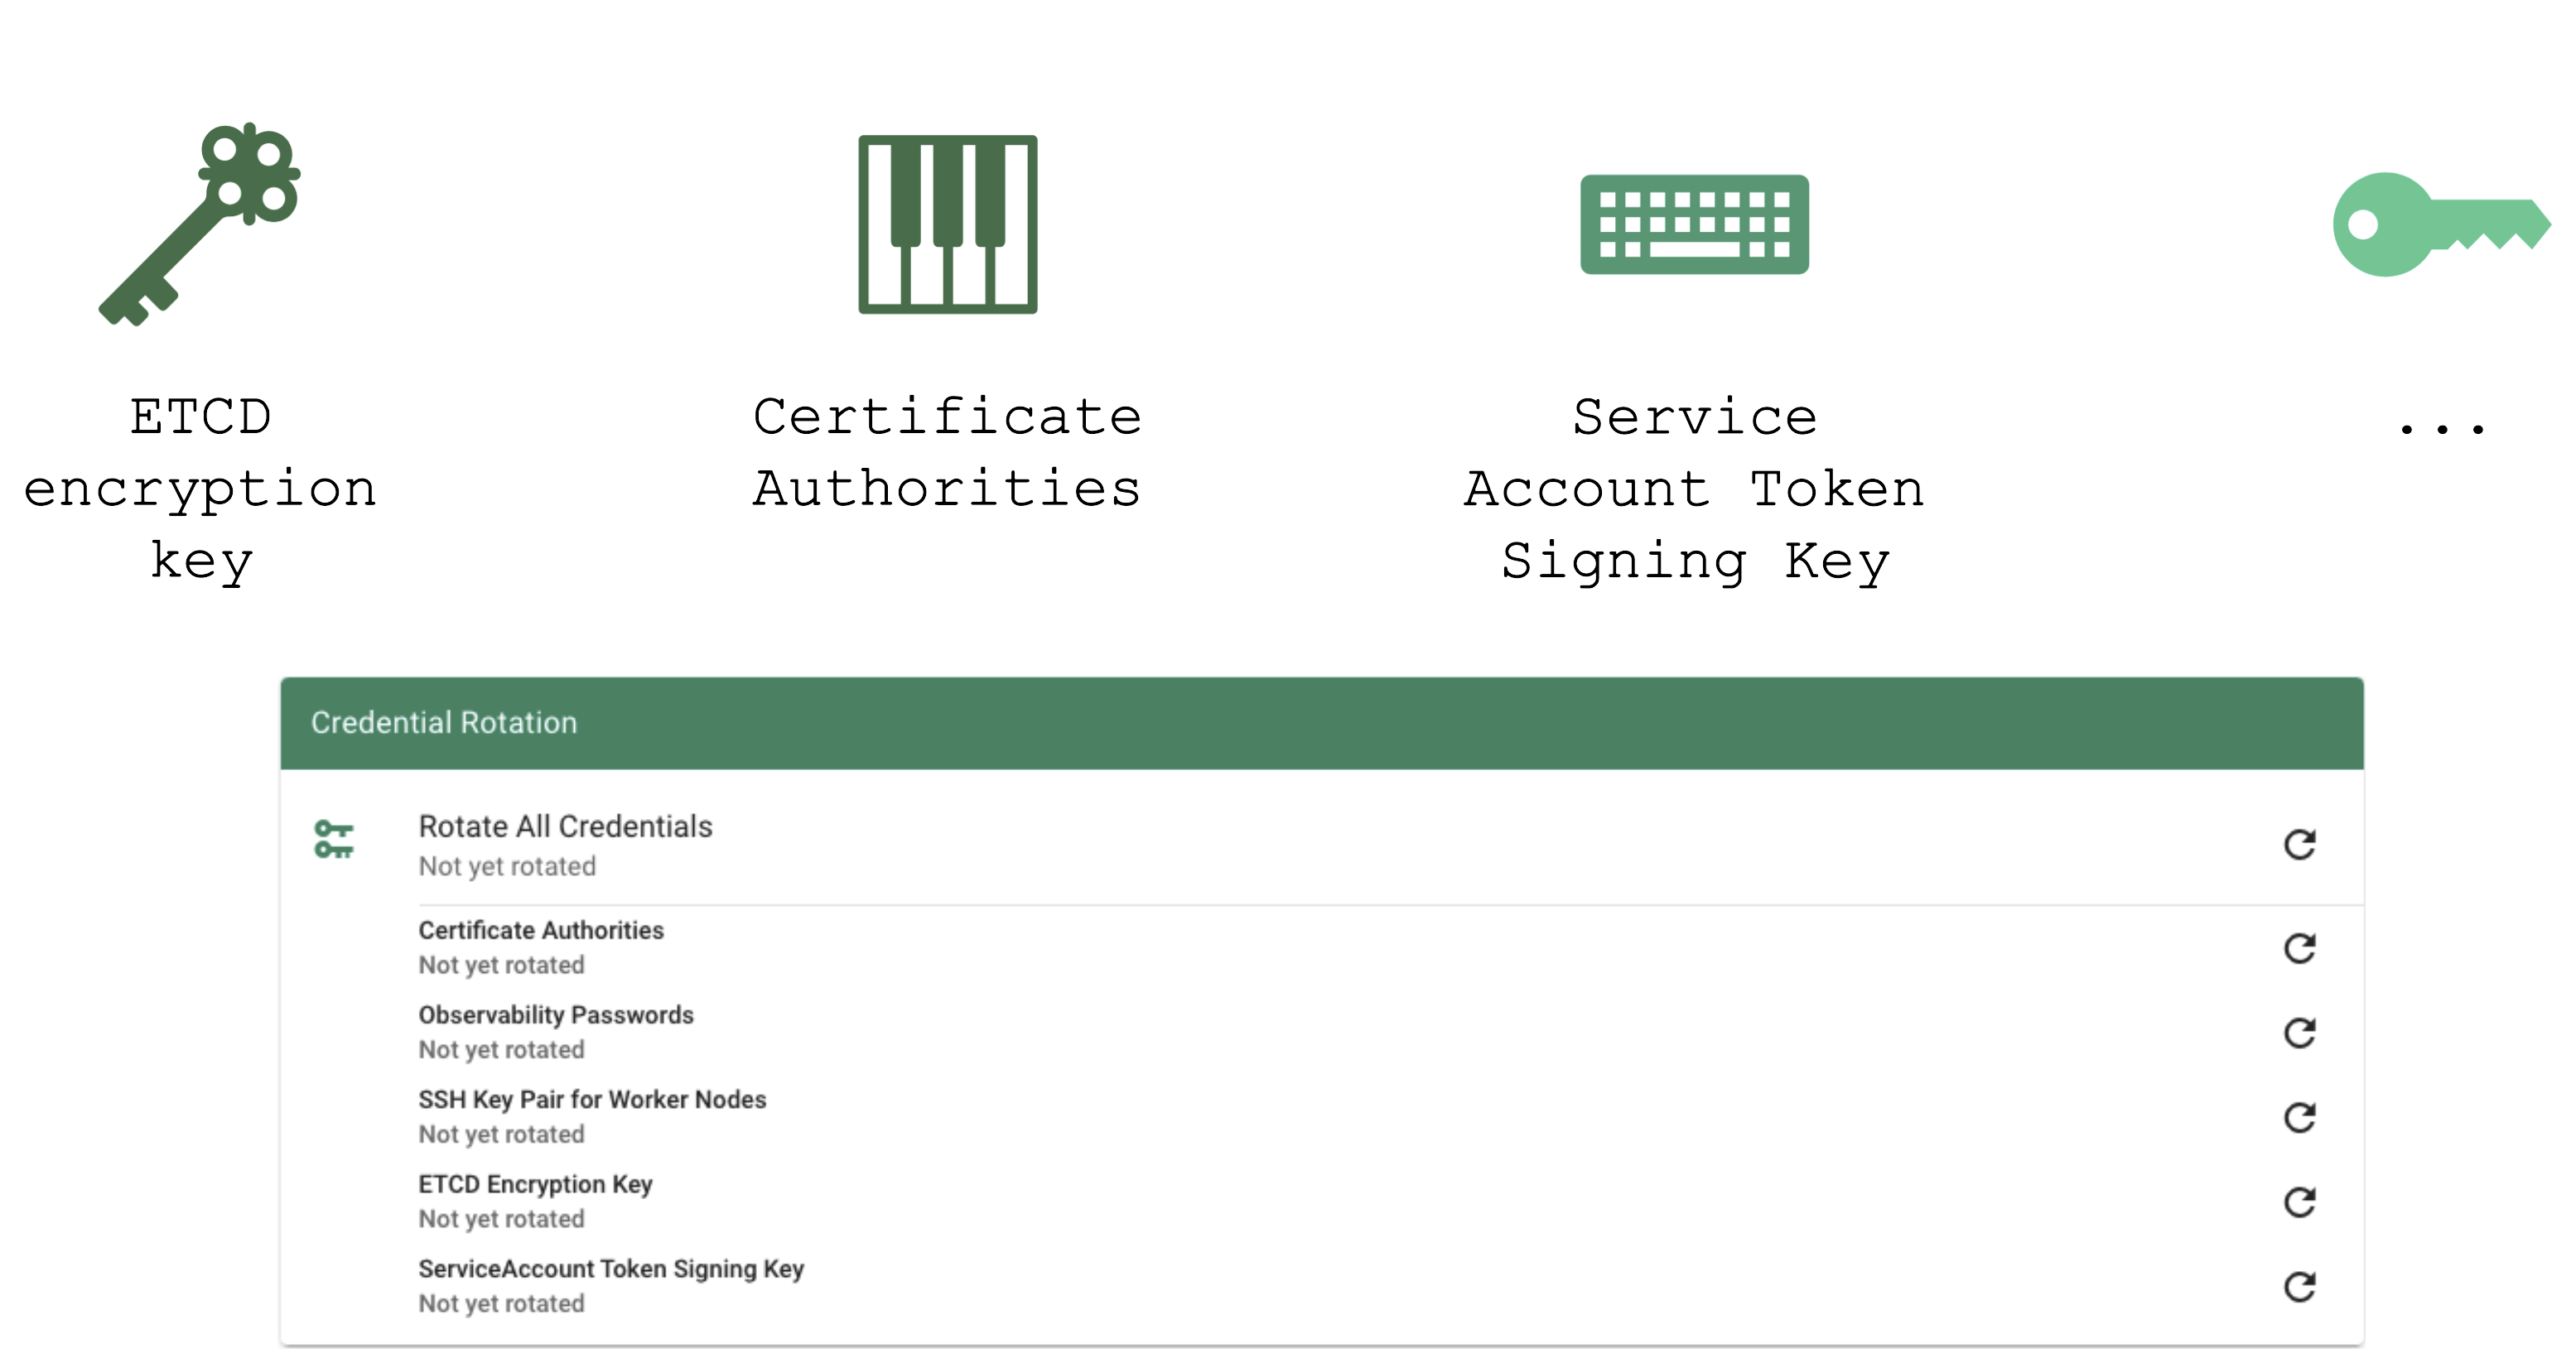 ETCD
encryption
key
Certificate
Authorities
Service
Account Token
Signing Key
...
Credential Rotation
Rotate All Credentials
Not yet rotated
Certificate Authorities
Not yet rotated
Observability Passwords
Not yet rotated
SSH Key Pair for Worker Nodes
Not yet rotated
ETCD Encryption Key
Not yet rotated
ServiceAccount Token Signing Key
Not yet rotated